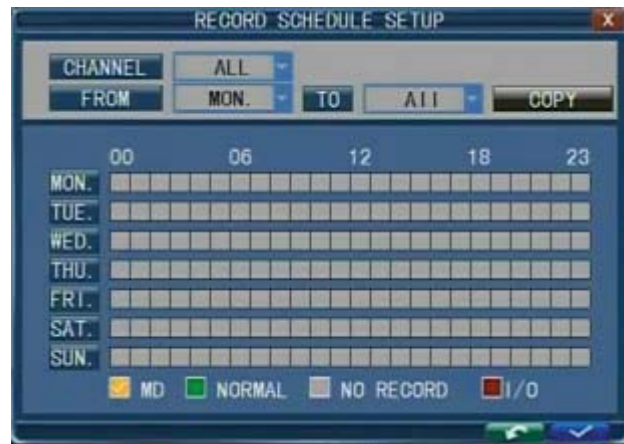 RECORD SCHEDULE SETUP X
CHANNEL ALL
FROM MON. TO All COPY
00 06 12 18 23
MON.
TUE.
WED.
THU.
FRI.
SAT.
SUN.
MD NORMAL NO RECORD I/O